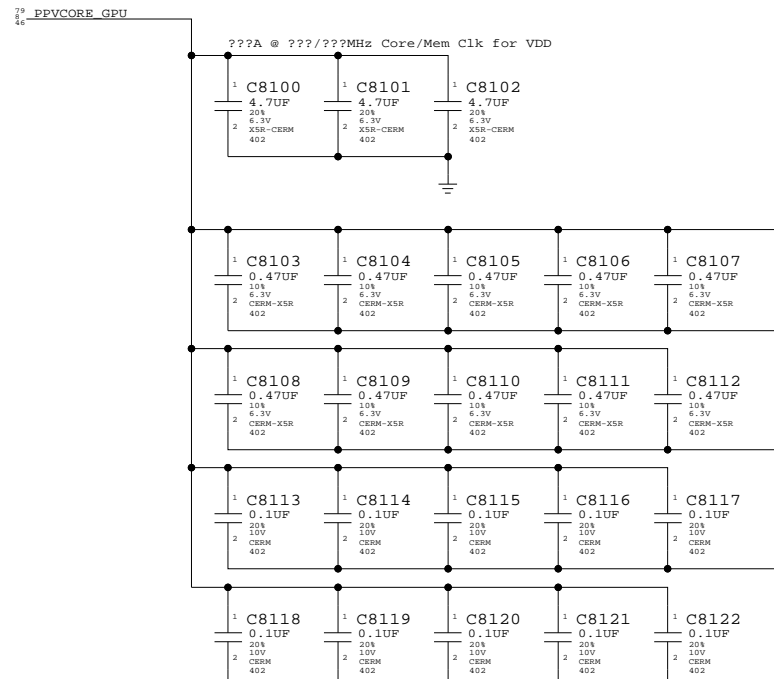 79
8
46
PPVCORE_GPU
???A @ ???/???MHz Core/Mem Clk for VDD
1 C8100
4.7UF
20%
6.3V
2 X5R-CERM
402
1 C8101
4.7UF
20%
6.3V
2 X5R-CERM
402
1 C8102
4.7UF
20%
6.3V
2 X5R-CERM
402
1 C8103
0.47UF
10%
6.3V
2 CERM-X5R
402
1 C8104
0.47UF
10%
6.3V
2 CERM-X5R
402
1 C8105
0.47UF
10%
6.3V
2 CERM-X5R
402
1 C8106
0.47UF
10%
6.3V
2 CERM-X5R
402
1 C8107
0.47UF
10%
6.3V
2 CERM-X5R
402
1 C8108
0.47UF
10%
6.3V
2 CERM-X5R
402
1 C8109
0.47UF
10%
6.3V
2 CERM-X5R
402
1 C8110
0.47UF
10%
6.3V
2 CERM-X5R
402
1 C8111
0.47UF
10%
6.3V
2 CERM-X5R
402
1 C8112
0.47UF
10%
6.3V
2 CERM-X5R
402
1 C8113
0.1UF
20%
10V
2 CERM
402
1 C8114
0.1UF
20%
10V
2 CERM
402
1 C8115
0.1UF
20%
10V
2 CERM
402
1 C8116
0.1UF
20%
10V
2 CERM
402
1 C8117
0.1UF
20%
10V
2 CERM
402
1 C8118
0.1UF
20%
10V
2 CERM
402
1 C8119
0.1UF
20%
10V
2 CERM
402
1 C8120
0.1UF
20%
10V
2 CERM
402
1 C8121
0.1UF
20%
10V
2 CERM
402
1 C8122
0.1UF
20%
10V
2 CERM
402